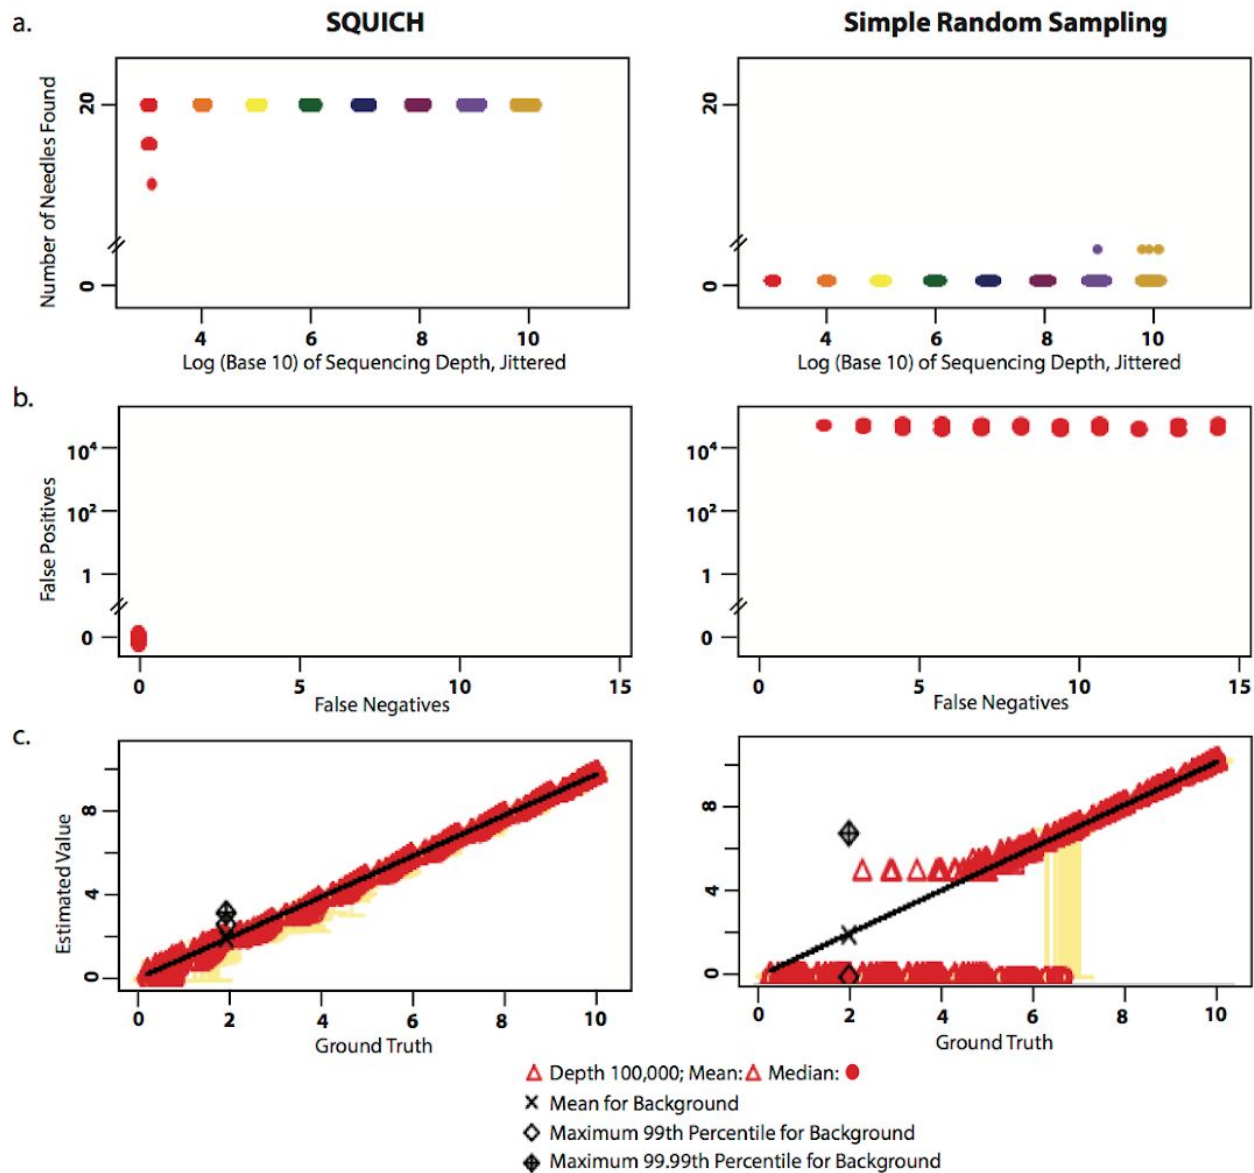 a.
SQUICH
Simple Random Sampling
Number of Needles Found
20
0
4 6 8 10
Log (Base 10) of Sequencing Depth, Jittered
20
0
4 6 8 10
Log (Base 10) of Sequencing Depth, Jittered
b.
False Positives
10⁴
10²
1
0
0 5 10 15
False Negatives
10⁴
10²
1
0
0 5 10 15
False Negatives
c.
Estimated Value
8
4
0
0 2 4 6 8 10
Ground Truth
8
4
0
0 2 4 6 8 10
Ground Truth
Depth 100,000; Mean: Median:
Mean for Background
Maximum 99th Percentile for Background
Maximum 99.99th Percentile for Background